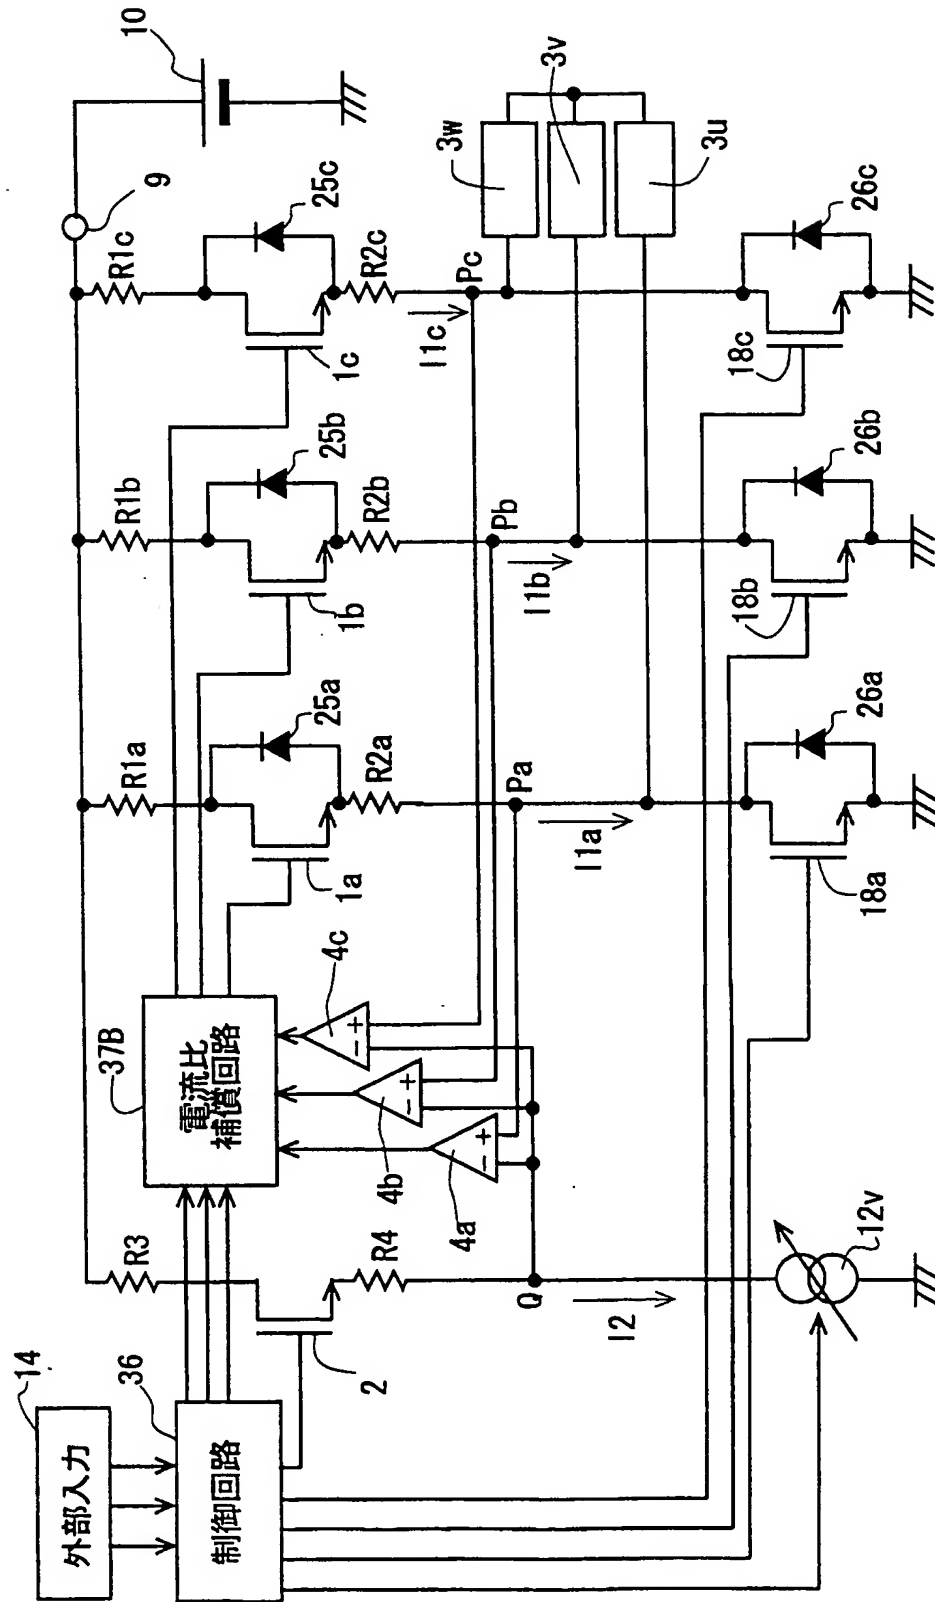 14
外部入力
36
制御回路
2
R3
R4
Q
I2
12v
37B
電流比
補償回路
4a
4b
4c
- +
- +
- +
R1a
25a
1a
R2a
Pa
I1a
18a
26a
R1b
25b
1b
R2b
Pb
I1b
18b
26b
R1c
25c
1c
R2c
Pc
I1c
18c
26c
9
10
3w
3v
3u